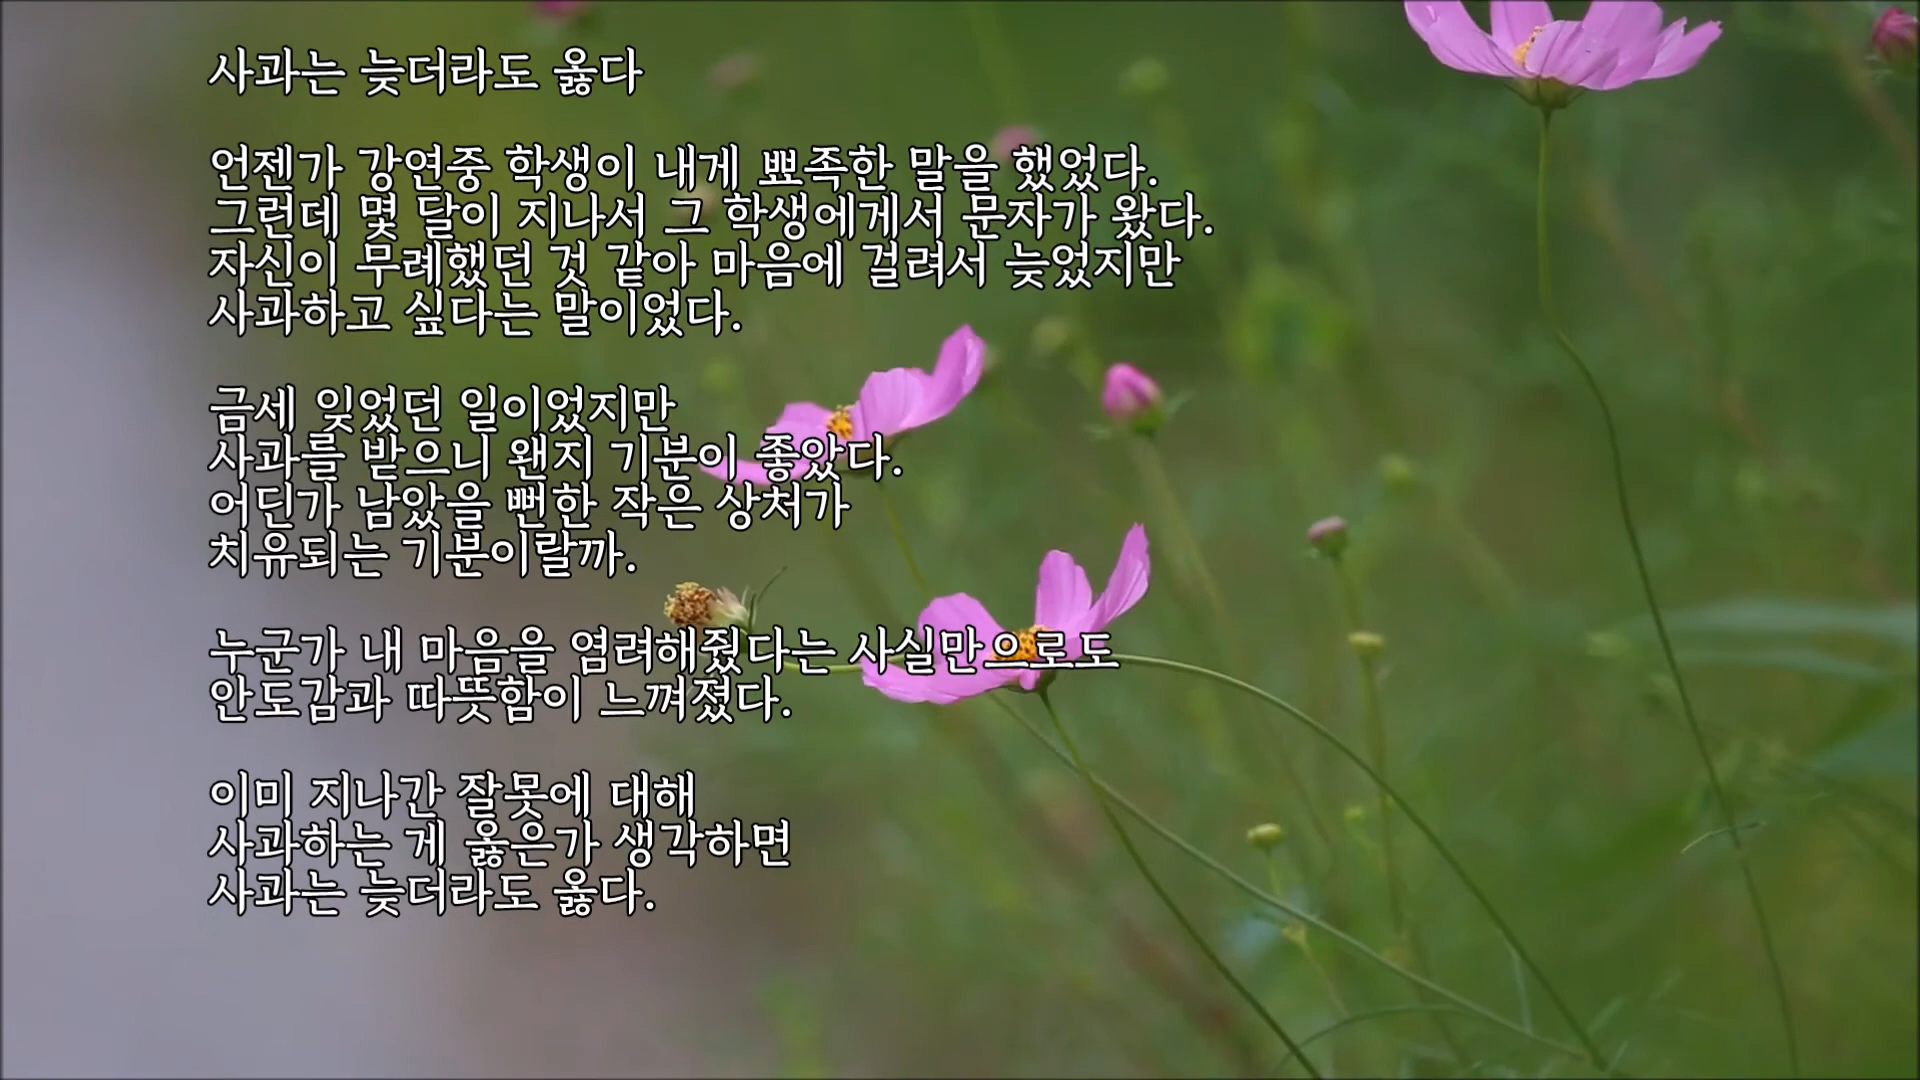 사과는 늦더라도 옳다
언젠가 강연중 학생이 내게 뾰족한 말을 했었다.
그런데 몇 달이 지나서 그 학생에게서 문자가 왔다.
자신이 무례했던 것 같아 마음에 걸려서 늦었지만
사과하고 싶다는 말이었다.
금세 잊었던 일이었지만
사과를 받으니 왠지 기분이 좋았다.
어딘가 남았을 뻔한 작은 상처가
치유되는 기분이랄까.
누군가 내 마음을 염려해줬다는 사실만으로도
안도감과 따뜻함이 느껴졌다.
이미 지나간 잘못에 대해
사과하는 게 옳은가 생각하면
사과는 늦더라도 옳다.